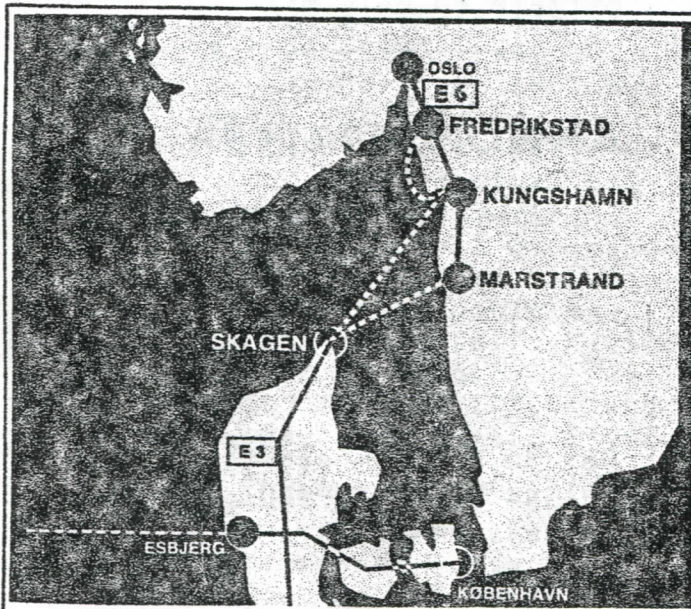 OSLO
E 6
FREDRIKSTAD
KUNGSHAMN
MARSTRAND
SKAGEN
E 3
ESBJERG
KØBENHAVN